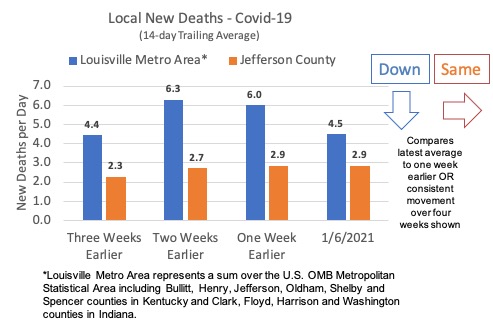 Local New Deaths - Covid-19
(14-day Trailing Average)
Louisville Metro Area* Jefferson County
Down Same
7.0
6.0
5.0
4.0
3.0
2.0
1.0
0.0
New Deaths per Day
4.4 2.3 6.3 2.7 6.0 2.9 4.5 2.9
Three Weeks Earlier
Two Weeks Earlier
One Week Earlier
1/6/2021
Compares
latest average
to one week
earlier OR
consistent
movement
over four
weeks shown
*Louisville Metro Area represents a sum over the U.S. OMB Metropolitan
Statistical Area including Bullitt, Henry, Jefferson, Oldham, Shelby and
Spencer counties in Kentucky and Clark, Floyd, Harrison and Washington
counties in Indiana.